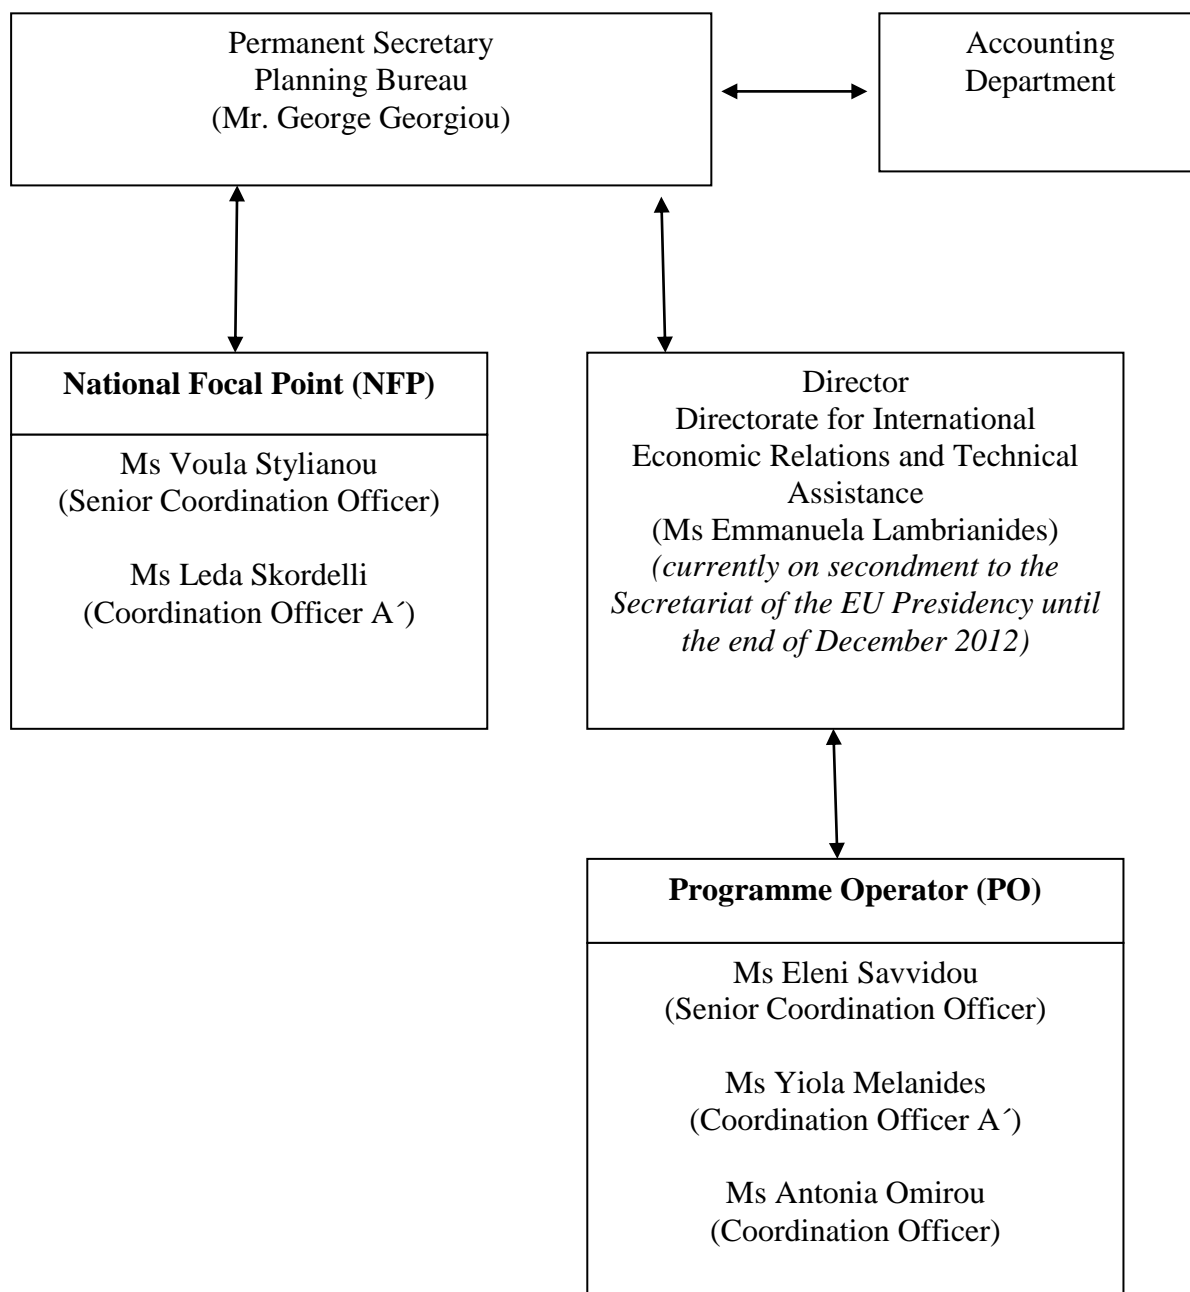 Permanent Secretary
Planning Bureau
(Mr. George Georgiou)
Accounting
Department
National Focal Point (NFP)
Ms Voula Stylianou
(Senior Coordination Officer)
Ms Leda Skordelli
(Coordination Officer A´)
Director
Directorate for International
Economic Relations and Technical
Assistance
(Ms Emmanuela Lambrianides)
(currently on secondment to the
Secretariat of the EU Presidency until
the end of December 2012)
Programme Operator (PO)
Ms Eleni Savvidou
(Senior Coordination Officer)
Ms Yiola Melanides
(Coordination Officer A´)
Ms Antonia Omirou
(Coordination Officer)